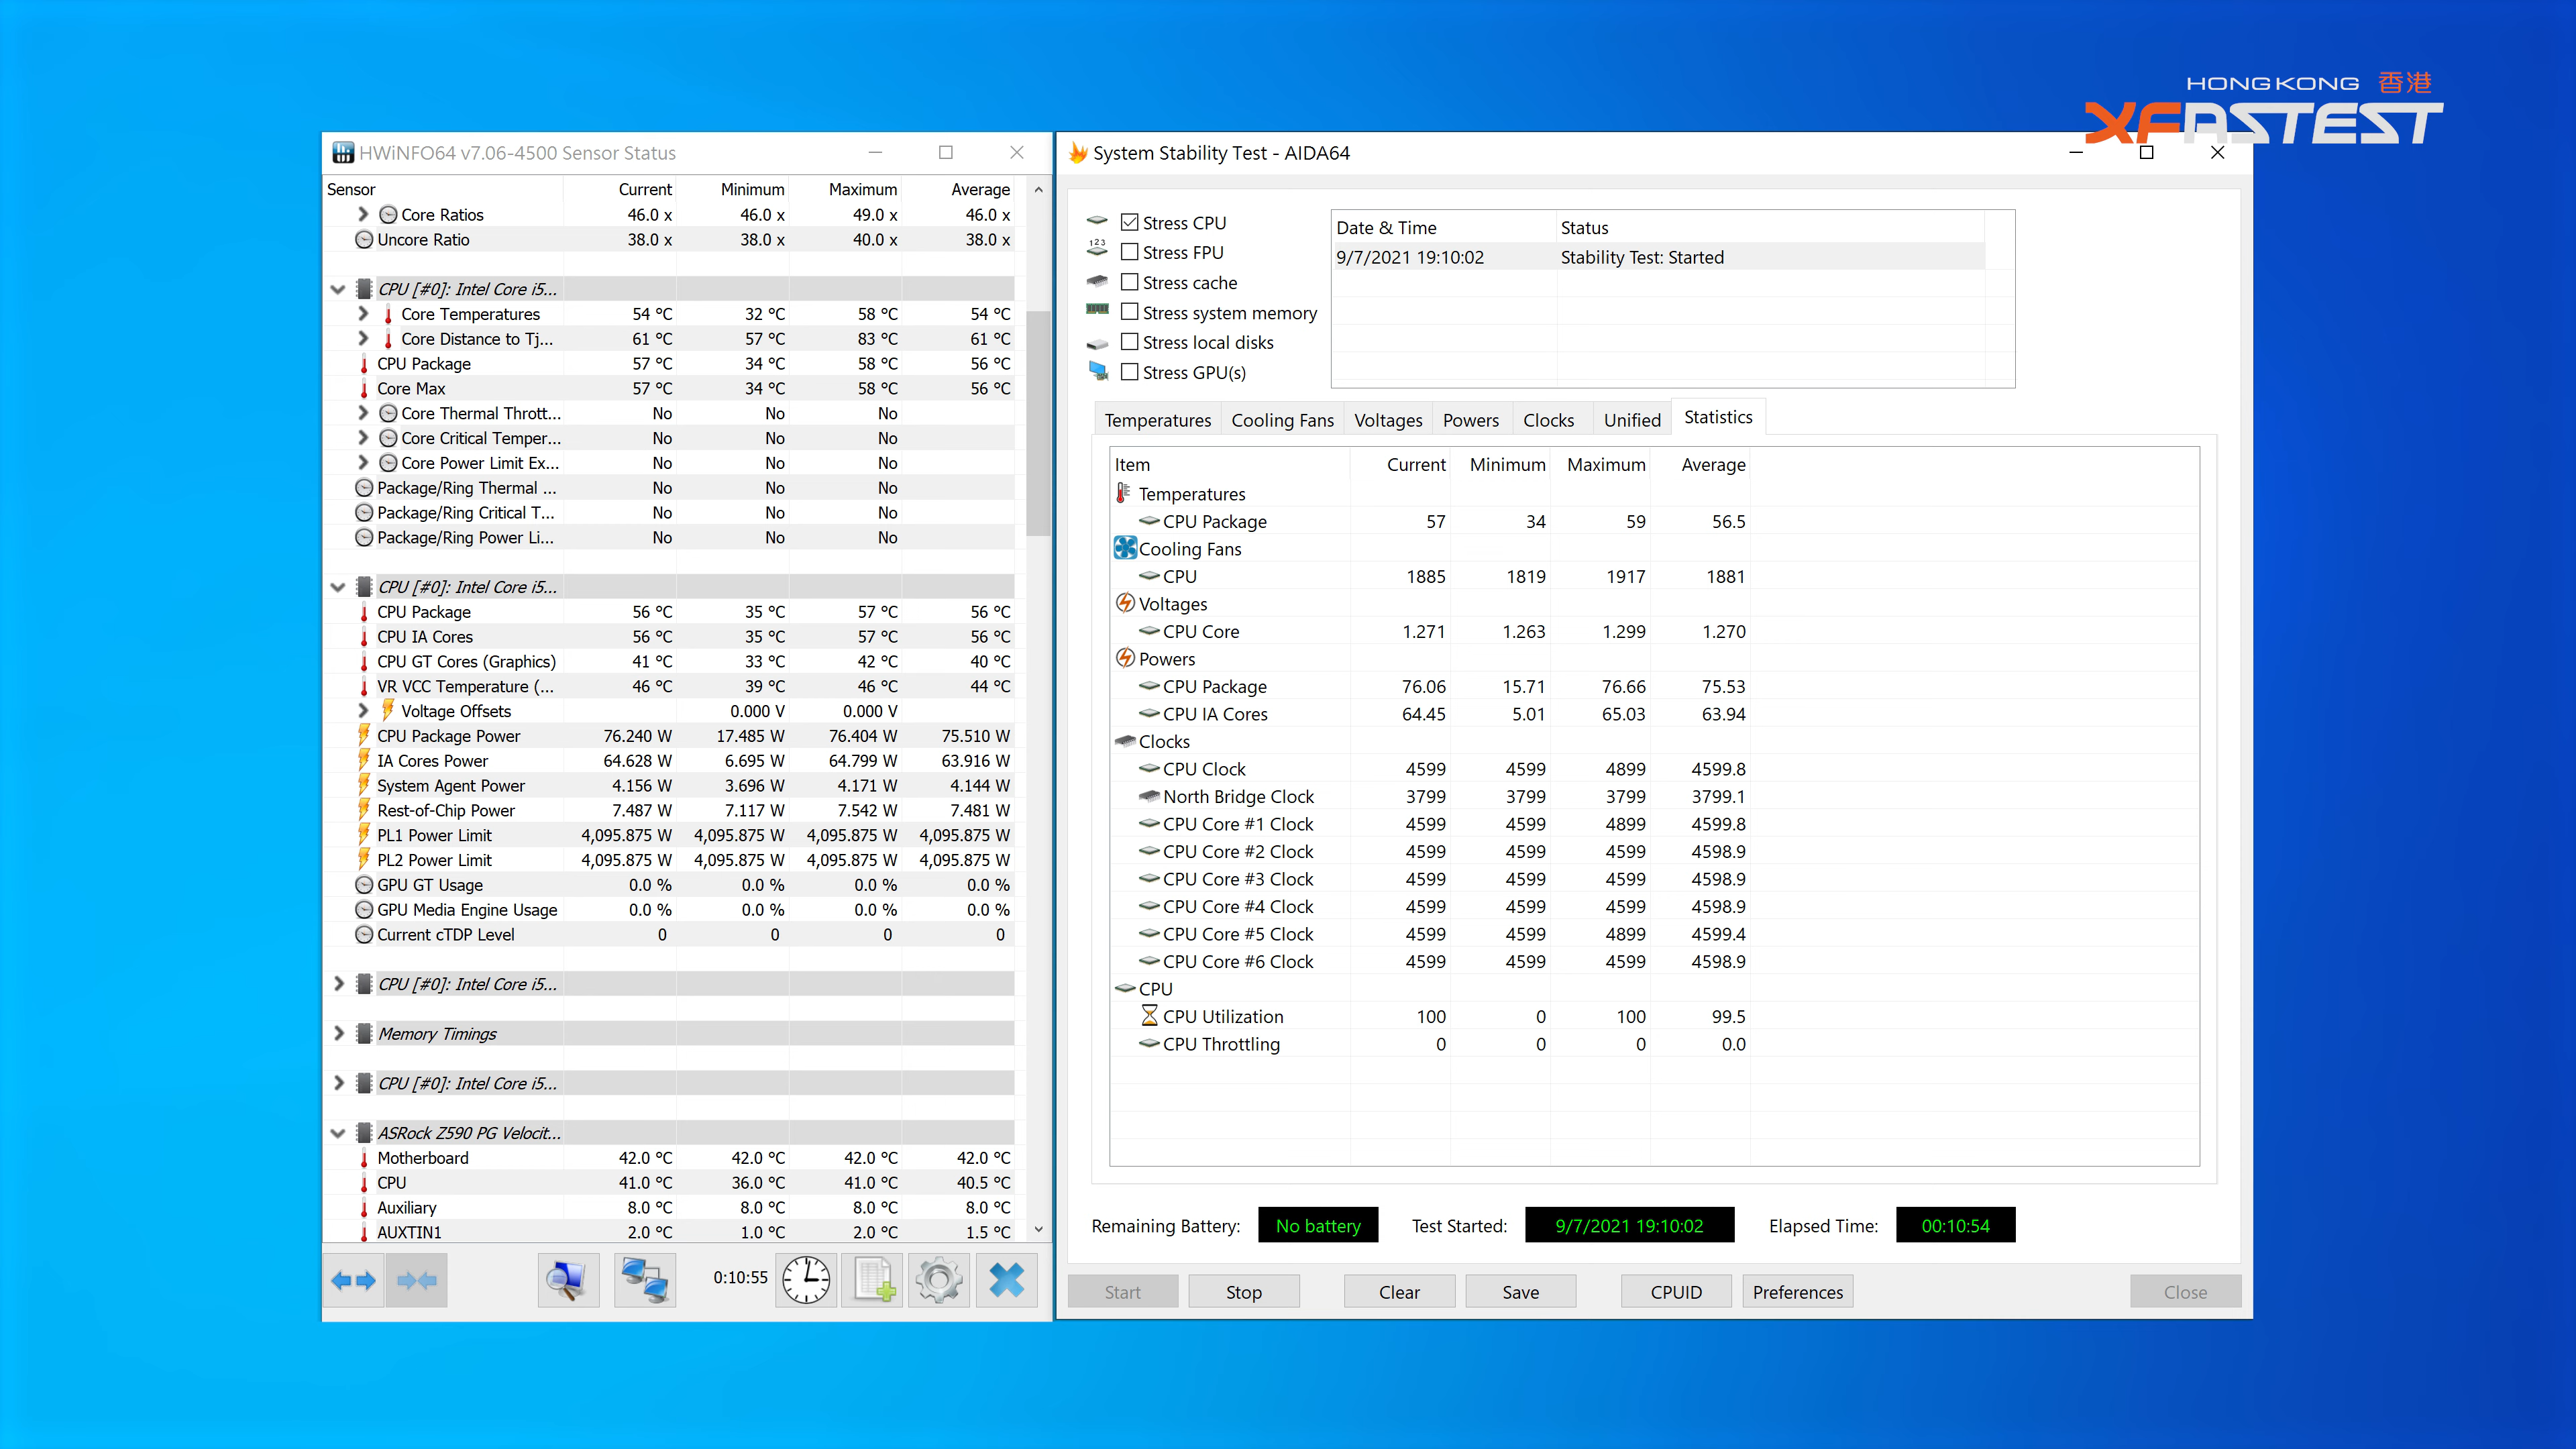 HONG KONG 香港
XFASTEST
HWiNFO64 v7.06-4500 Sensor Status
Sensor Current Minimum Maximum Average
Core Ratios 46.0 x 46.0 x 49.0 x 46.0 x
Uncore Ratio 38.0 x 38.0 x 40.0 x 38.0 x
CPU [#0]: Intel Core i5...
Core Temperatures 54 °C 32 °C 58 °C 54 °C
Core Distance to Tj... 61 °C 57 °C 83 °C 61 °C
CPU Package 57 °C 34 °C 58 °C 56 °C
Core Max 57 °C 34 °C 58 °C 56 °C
Core Thermal Thrott... No No No
Core Critical Temper... No No No
Core Power Limit Ex... No No No
Package/Ring Thermal ... No No No
Package/Ring Critical T... No No No
Package/Ring Power Li... No No No
CPU [#0]: Intel Core i5...
CPU Package 56 °C 35 °C 57 °C 56 °C
CPU IA Cores 56 °C 35 °C 57 °C 56 °C
CPU GT Cores (Graphics) 41 °C 33 °C 42 °C 40 °C
VR VCC Temperature (... 46 °C 39 °C 46 °C 44 °C
Voltage Offsets 0.000 V 0.000 V
CPU Package Power 76.240 W 17.485 W 76.404 W 75.510 W
IA Cores Power 64.628 W 6.695 W 64.799 W 63.916 W
System Agent Power 4.156 W 3.696 W 4.171 W 4.144 W
Rest-of-Chip Power 7.487 W 7.117 W 7.542 W 7.481 W
PL1 Power Limit 4,095.875 W 4,095.875 W 4,095.875 W 4,095.875 W
PL2 Power Limit 4,095.875 W 4,095.875 W 4,095.875 W 4,095.875 W
GPU GT Usage 0.0 % 0.0 % 0.0 % 0.0 %
GPU Media Engine Usage 0.0 % 0.0 % 0.0 % 0.0 %
Current cTDP Level 0 0 0 0
CPU [#0]: Intel Core i5...
Memory Timings
CPU [#0]: Intel Core i5...
ASRock Z590 PG Velocit...
Motherboard 42.0 °C 42.0 °C 42.0 °C 42.0 °C
CPU 41.0 °C 36.0 °C 41.0 °C 40.5 °C
Auxiliary 8.0 °C 8.0 °C 8.0 °C 8.0 °C
AUXTIN1 2.0 °C 1.0 °C 2.0 °C 1.5 °C
0:10:55
System Stability Test - AIDA64
Stress CPU
123 Stress FPU
Stress cache
Stress system memory
Stress local disks
Stress GPU(s)
Date & Time Status
9/7/2021 19:10:02 Stability Test: Started
Temperatures Cooling Fans Voltages Powers Clocks Unified Statistics
Item Current Minimum Maximum Average
Temperatures
CPU Package 57 34 59 56.5
Cooling Fans
CPU 1885 1819 1917 1881
Voltages
CPU Core 1.271 1.263 1.299 1.270
Powers
CPU Package 76.06 15.71 76.66 75.53
CPU IA Cores 64.45 5.01 65.03 63.94
Clocks
CPU Clock 4599 4599 4899 4599.8
North Bridge Clock 3799 3799 3799 3799.1
CPU Core #1 Clock 4599 4599 4899 4599.8
CPU Core #2 Clock 4599 4599 4599 4598.9
CPU Core #3 Clock 4599 4599 4599 4598.9
CPU Core #4 Clock 4599 4599 4599 4598.9
CPU Core #5 Clock 4599 4599 4899 4599.4
CPU Core #6 Clock 4599 4599 4599 4598.9
CPU
CPU Utilization 100 0 100 99.5
CPU Throttling 0 0 0 0.0
Remaining Battery: No battery Test Started: 9/7/2021 19:10:02 Elapsed Time: 00:10:54
Start Stop Clear Save CPUID Preferences Close